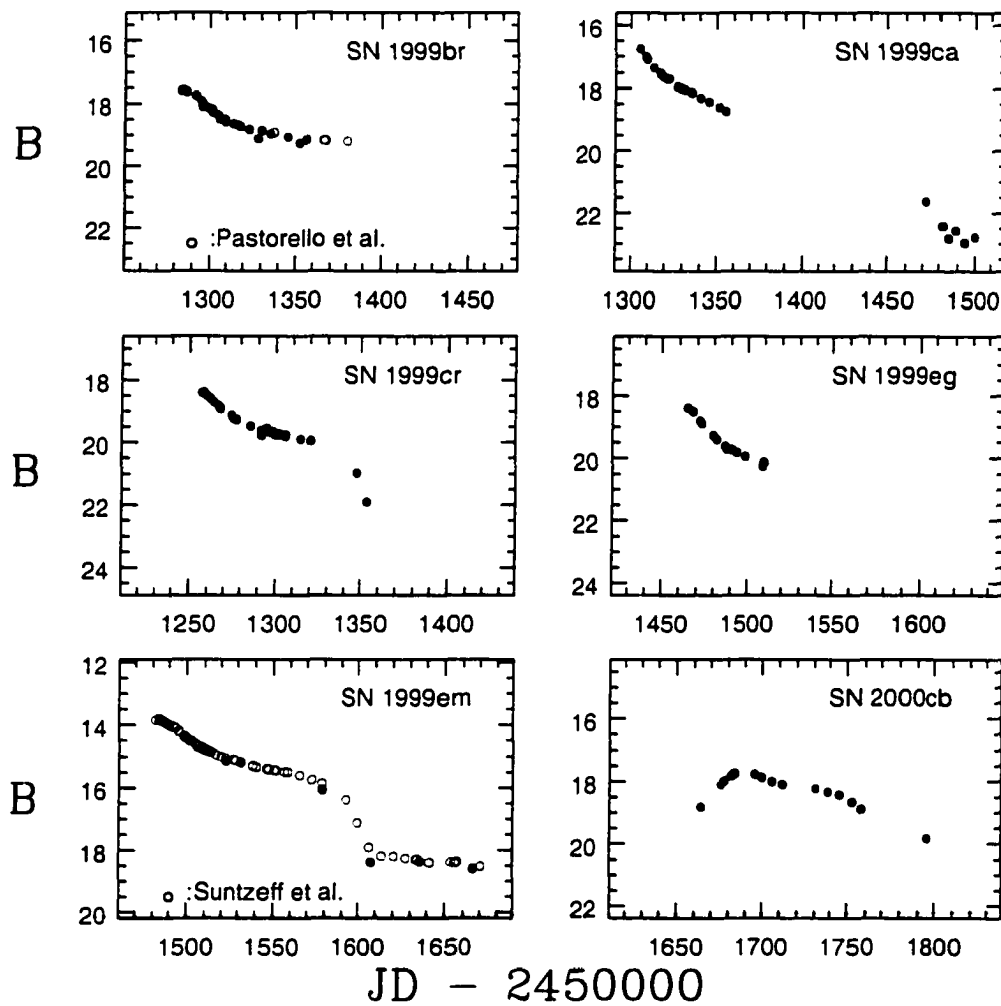 SN 1999br
SN 1999ca
16
18
20
22
B
○ :Pastorello et al.
1300 1350 1400 1450
16
18
20
22
1300 1350 1400 1450 1500
SN 1999cr
SN 1999eg
18
20
22
24
B
1250 1300 1350 1400
18
20
22
24
1450 1500 1550 1600
SN 1999em
SN 2000cb
12
14
16
18
20
B
○ :Suntzeff et al.
1500 1550 1600 1650
16
18
20
22
1650 1700 1750 1800
JD - 2450000